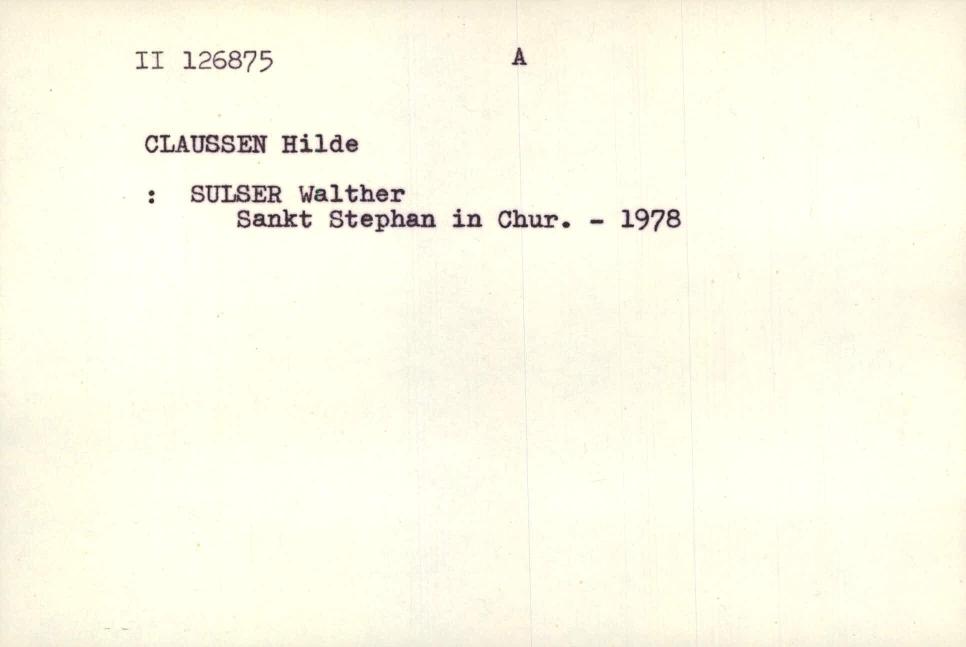 II 126875 A
CLAUSSEN Hilde
: SULSER Walther
Sankt Stephan in Chur. - 1978